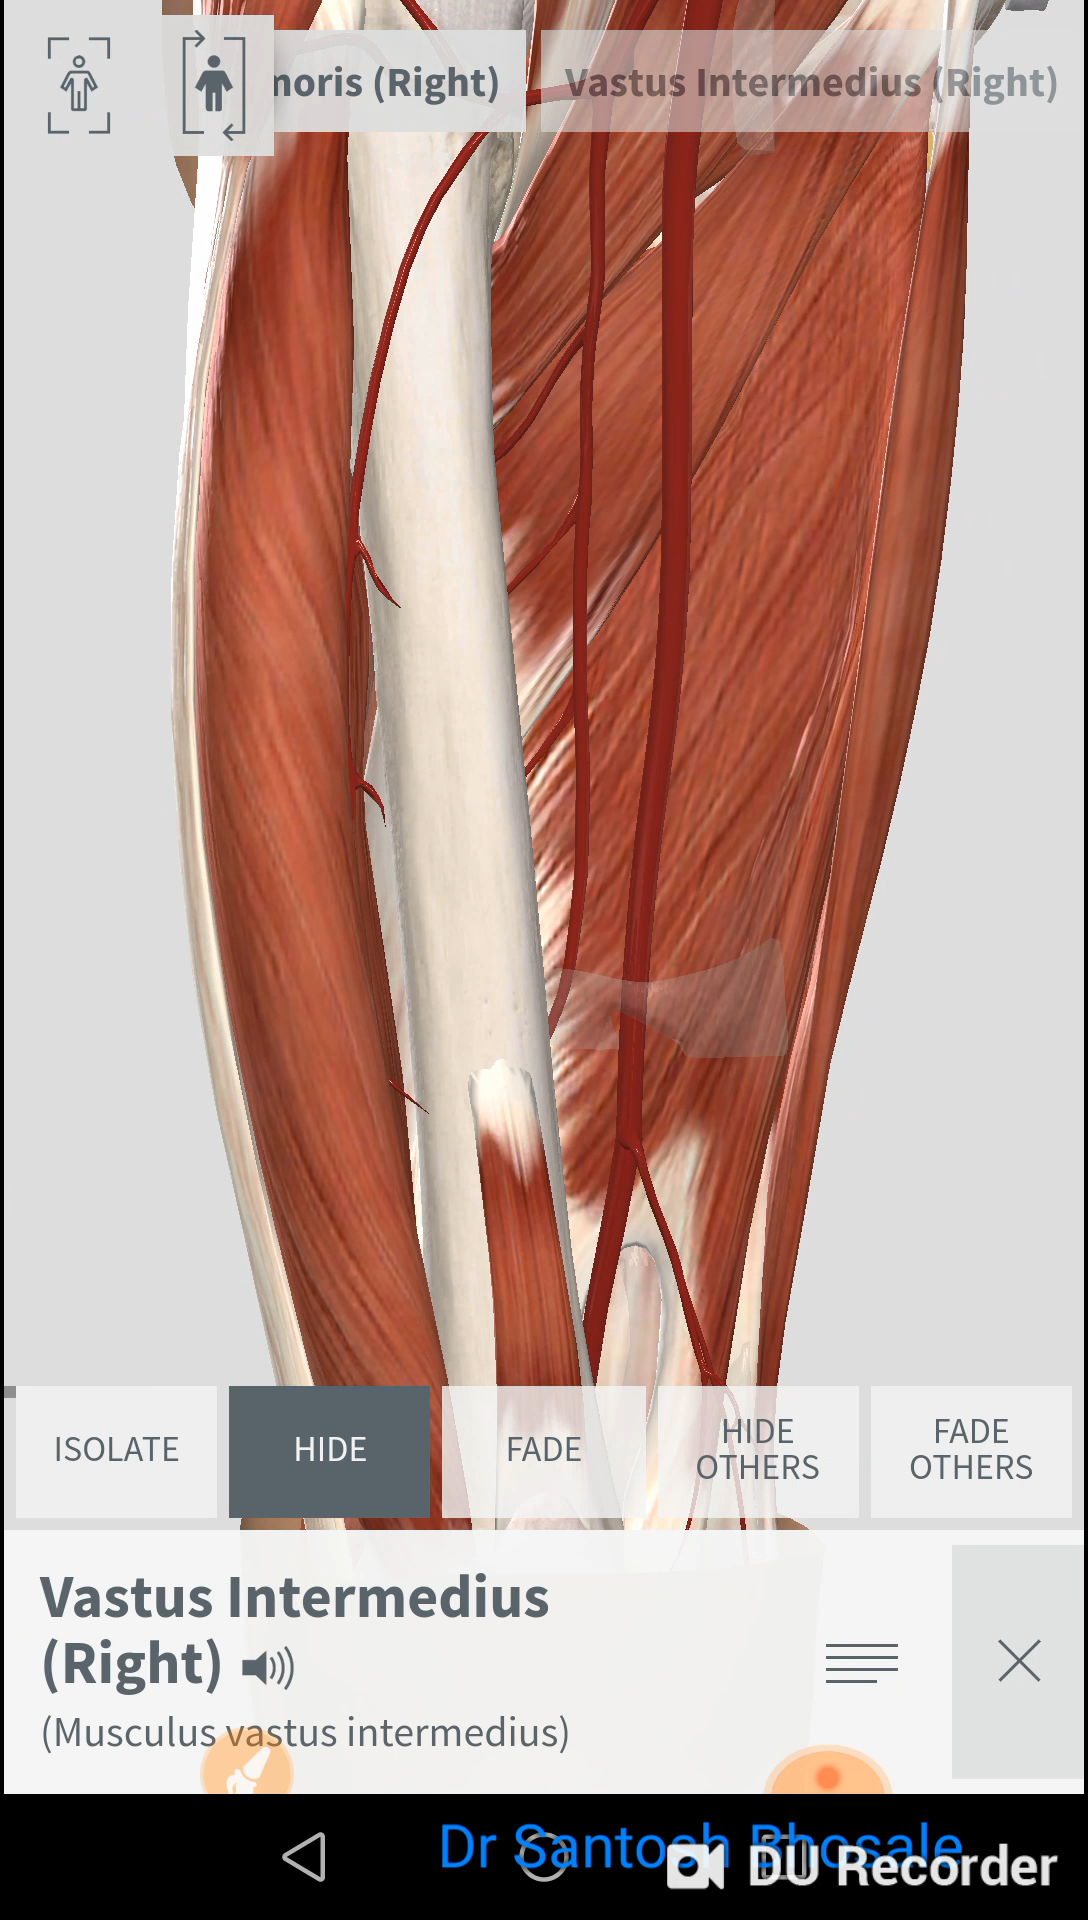 moris (Right)
Vastus Intermedius (Right)
ISOLATE
HIDE
FADE
HIDE
OTHERS
FADE
OTHERS
Vastus Intermedius
(Right)
(Musculus vastus intermedius)
Dr Santosh Bhosale
DU Recorder